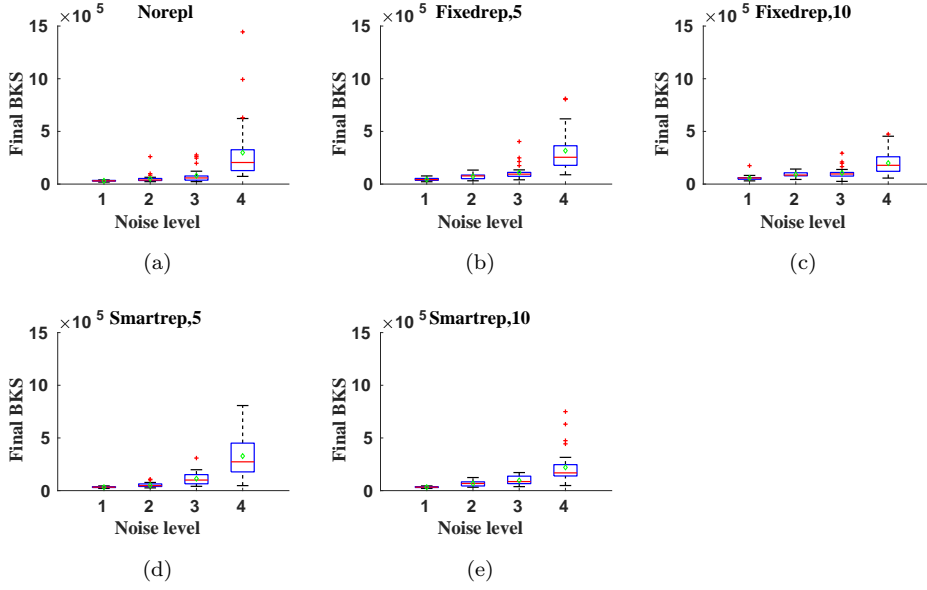 Norepl
×10 5
15
10
5
0
Final BKS
1 2 3 4
Noise level
(a)
Fixedrep,5
×10 5
15
10
5
0
Final BKS
1 2 3 4
Noise level
(b)
Fixedrep,10
×10 5
15
10
5
0
Final BKS
1 2 3 4
Noise level
(c)
Smartrep,5
×10 5
15
10
5
0
Final BKS
1 2 3 4
Noise level
(d)
Smartrep,10
×10 5
15
10
5
0
Final BKS
1 2 3 4
Noise level
(e)